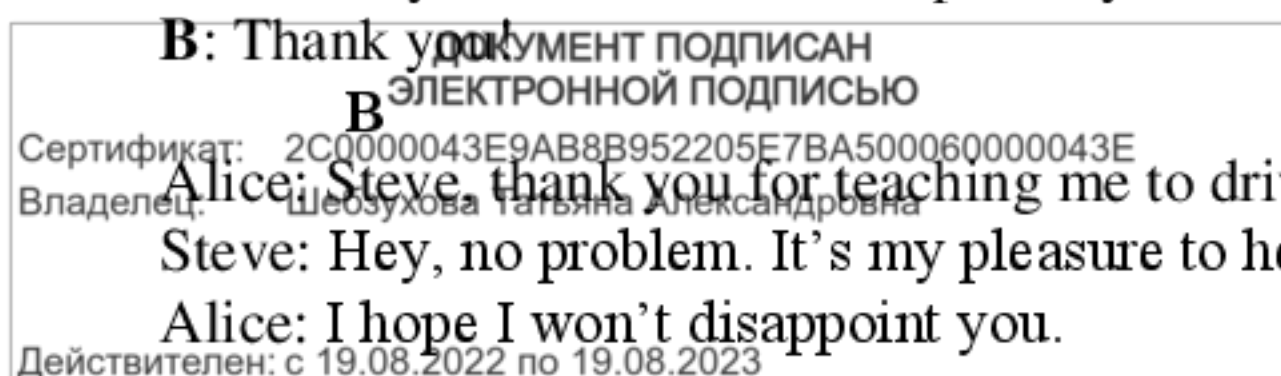 B: Thank you!
ДОКУМЕНТ ПОДПИСАН
ЭЛЕКТРОННОЙ ПОДПИСЬЮ
B
Сертификат: 2C0000043E9AB8B952205E7BA500060000043E
Alice: Steve, thank you for teaching me to dri
Владелец: Шебзухова Татьяна Александровна
Steve: Hey, no problem. It’s my pleasure to he
Alice: I hope I won’t disappoint you.
Действителен: с 19.08.2022 по 19.08.2023